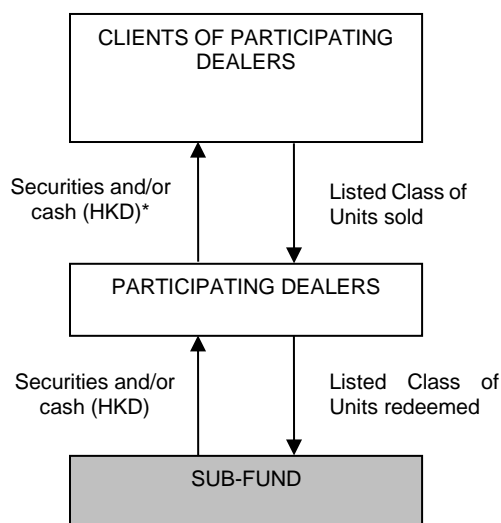 CLIENTS OF PARTICIPATING
DEALERS
Securities and/or
cash (HKD)*
Listed Class of
Units sold
PARTICIPATING DEALERS
Securities and/or
cash (HKD)
Listed Class of
Units redeemed
SUB-FUND